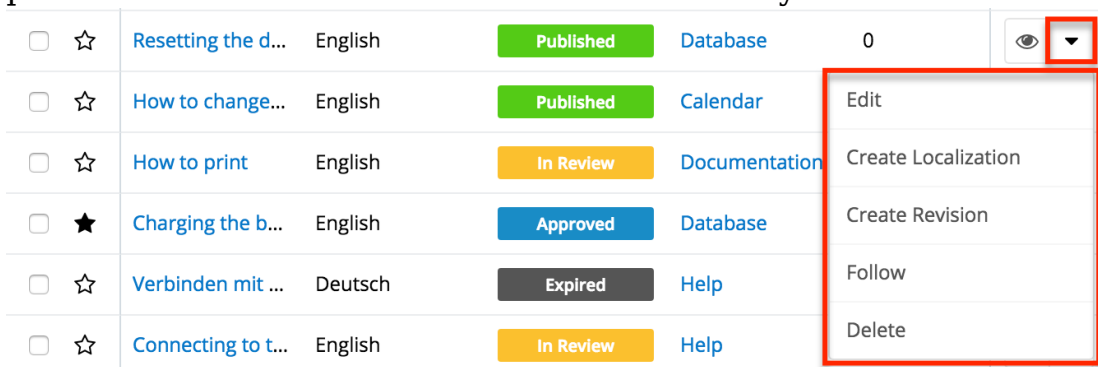 Resetting the d... English Published Database 0
How to change... English Published Calendar
Edit
How to print English In Review Documentation
Create Localization
Charging the b... English Approved Database
Create Revision
Verbinden mit ... Deutsch Expired Help
Follow
Connecting to t... English In Review Help
Delete